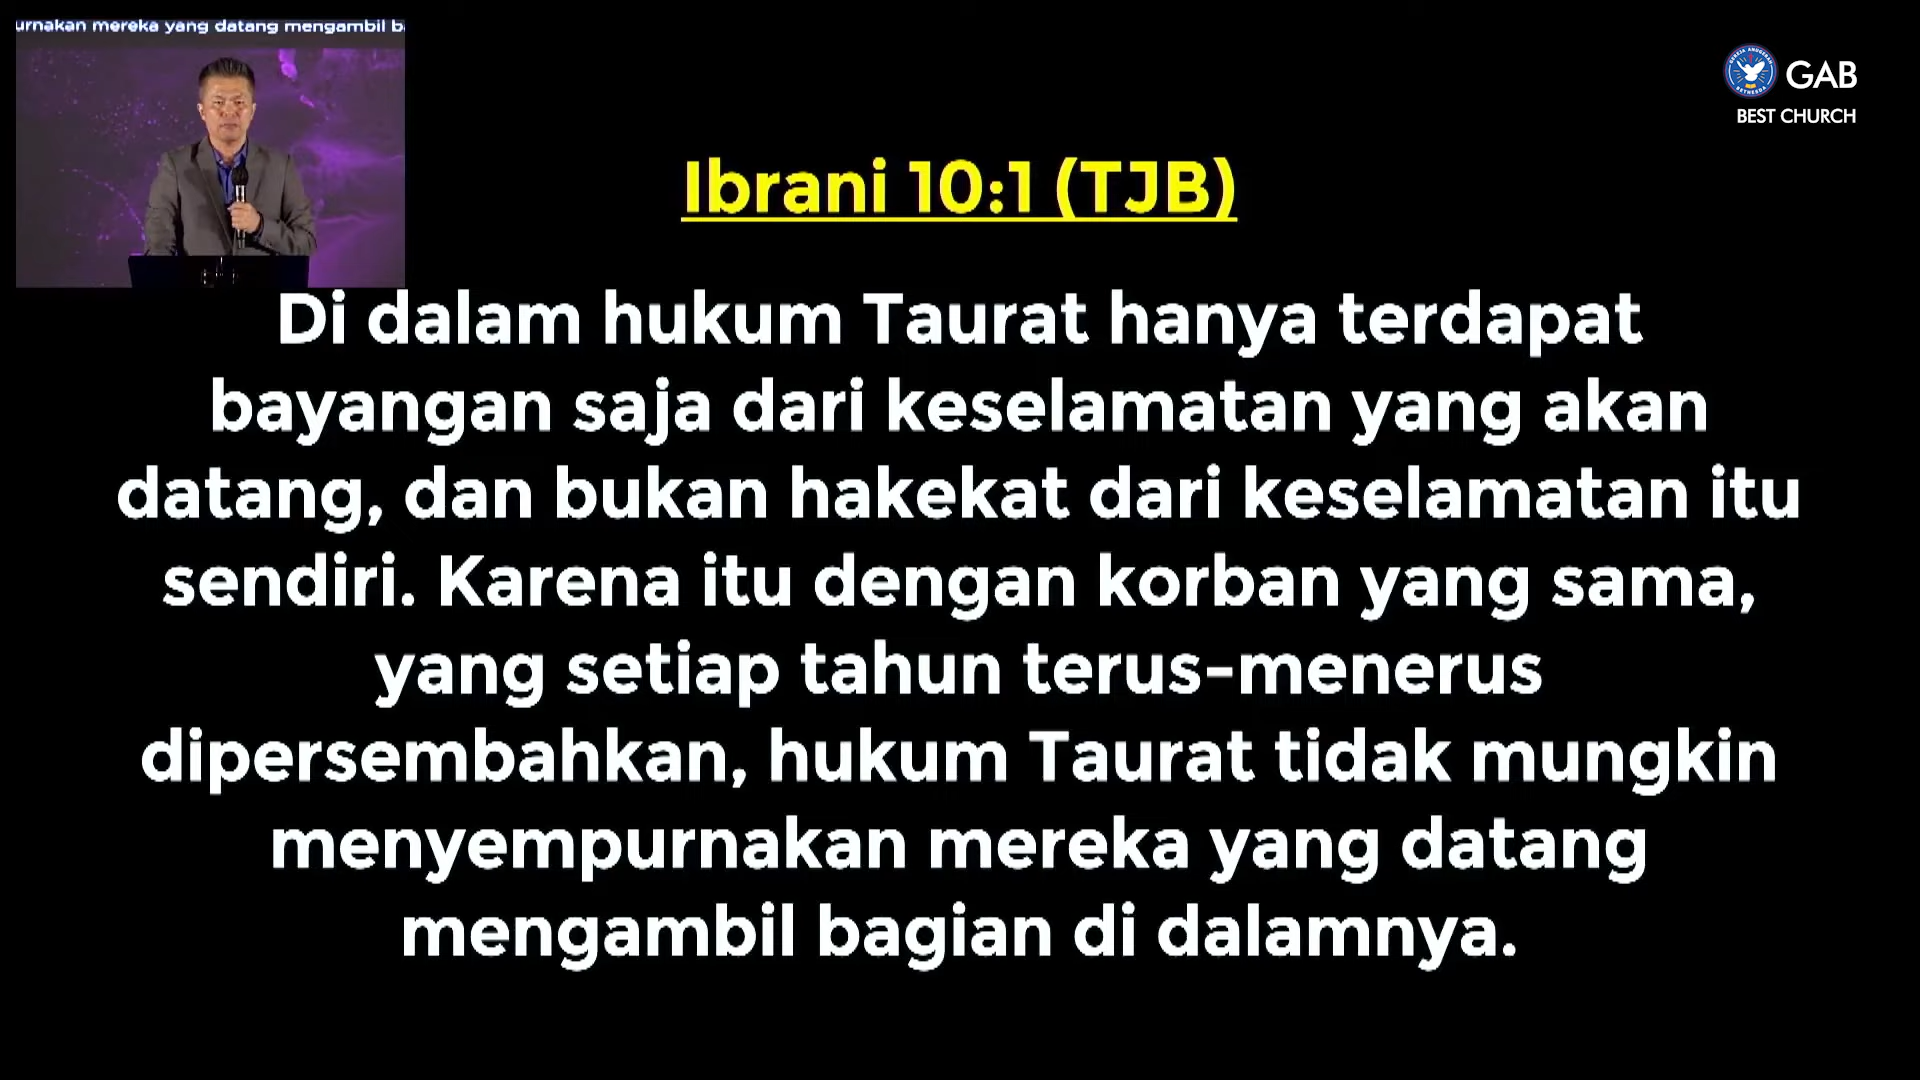 urnakan mereka yang datang mengambil b
GAB
BEST CHURCH
Ibrani 10:1 (TJB)
Di dalam hukum Taurat hanya terdapat
bayangan saja dari keselamatan yang akan
datang, dan bukan hakekat dari keselamatan itu
sendiri. Karena itu dengan korban yang sama,
yang setiap tahun terus-menerus
dipersembahkan, hukum Taurat tidak mungkin
menyempurnakan mereka yang datang
mengambil bagian di dalamnya.